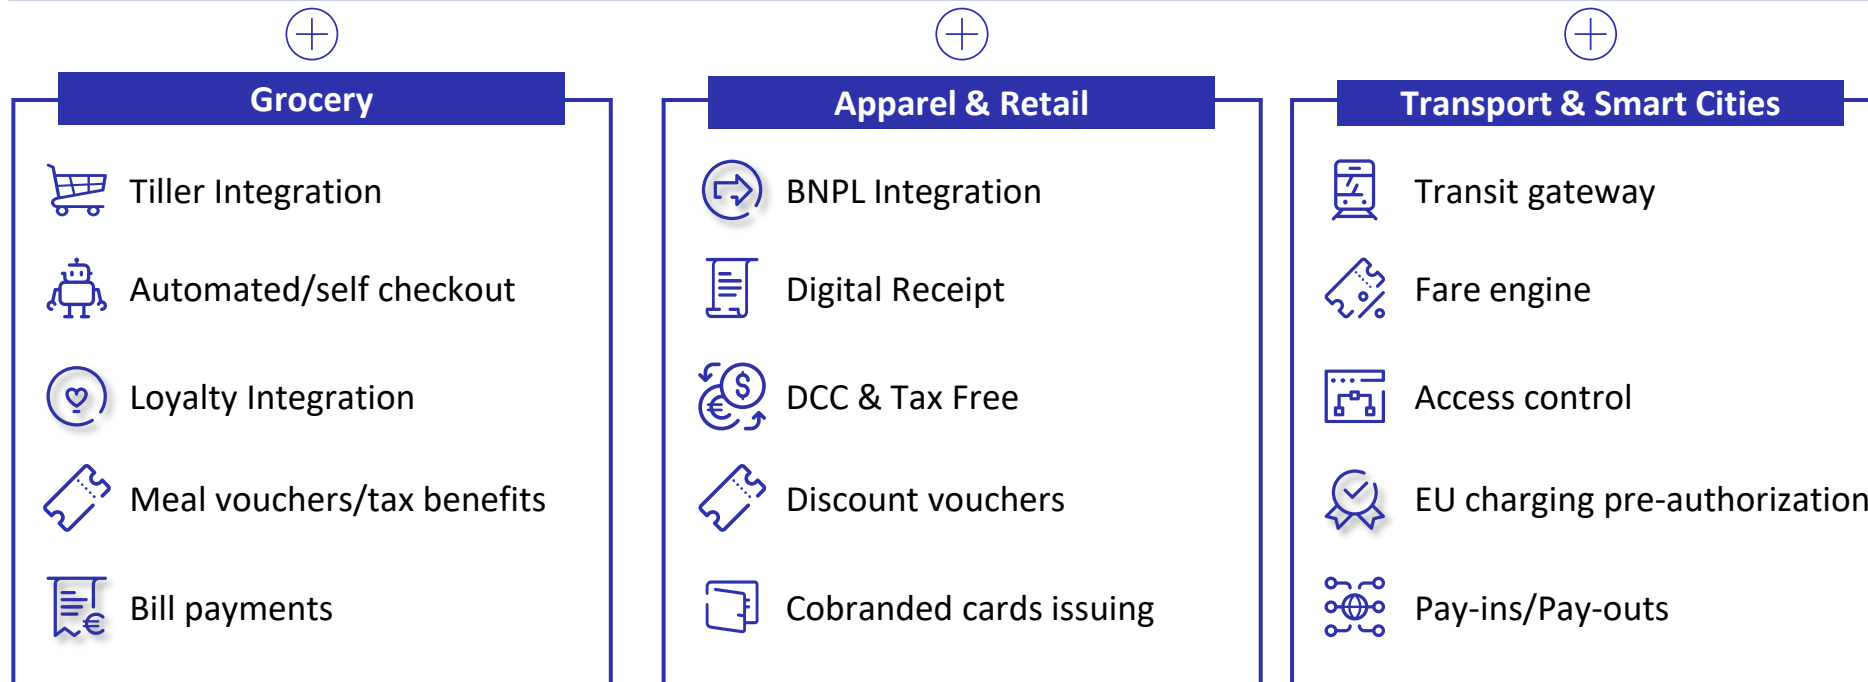 Grocery
Tiller Integration
Automated/self checkout
Loyalty Integration
Meal vouchers/tax benefits
Bill payments
Apparel & Retail
BNPL Integration
Digital Receipt
DCC & Tax Free
Discount vouchers
Cobranded cards issuing
Transport & Smart Cities
Transit gateway
Fare engine
Access control
EU charging pre-authorization
Pay-ins/Pay-outs